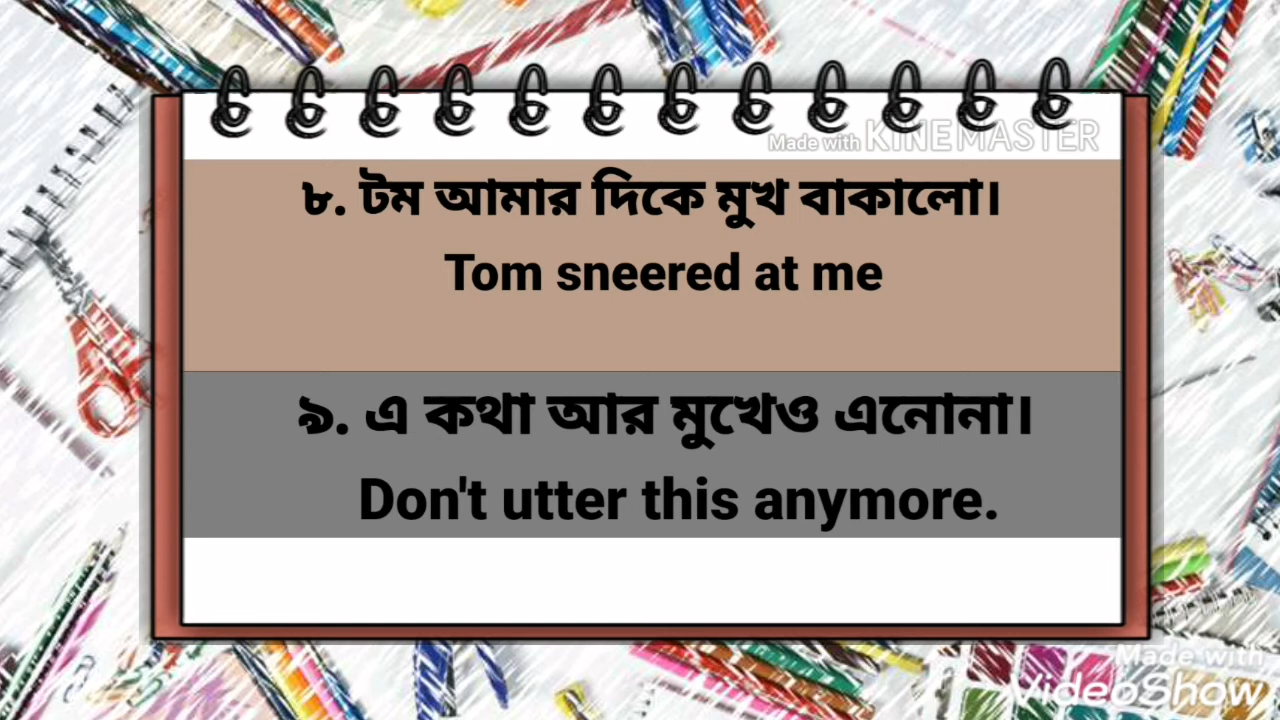 Made with KINEMASTER
৮. টম আমার দিকে মুখ বাকালো।
Tom sneered at me
৯. এ কথা আর মুখেও এনোনা।
Don't utter this anymore.
Made with
VideoShow